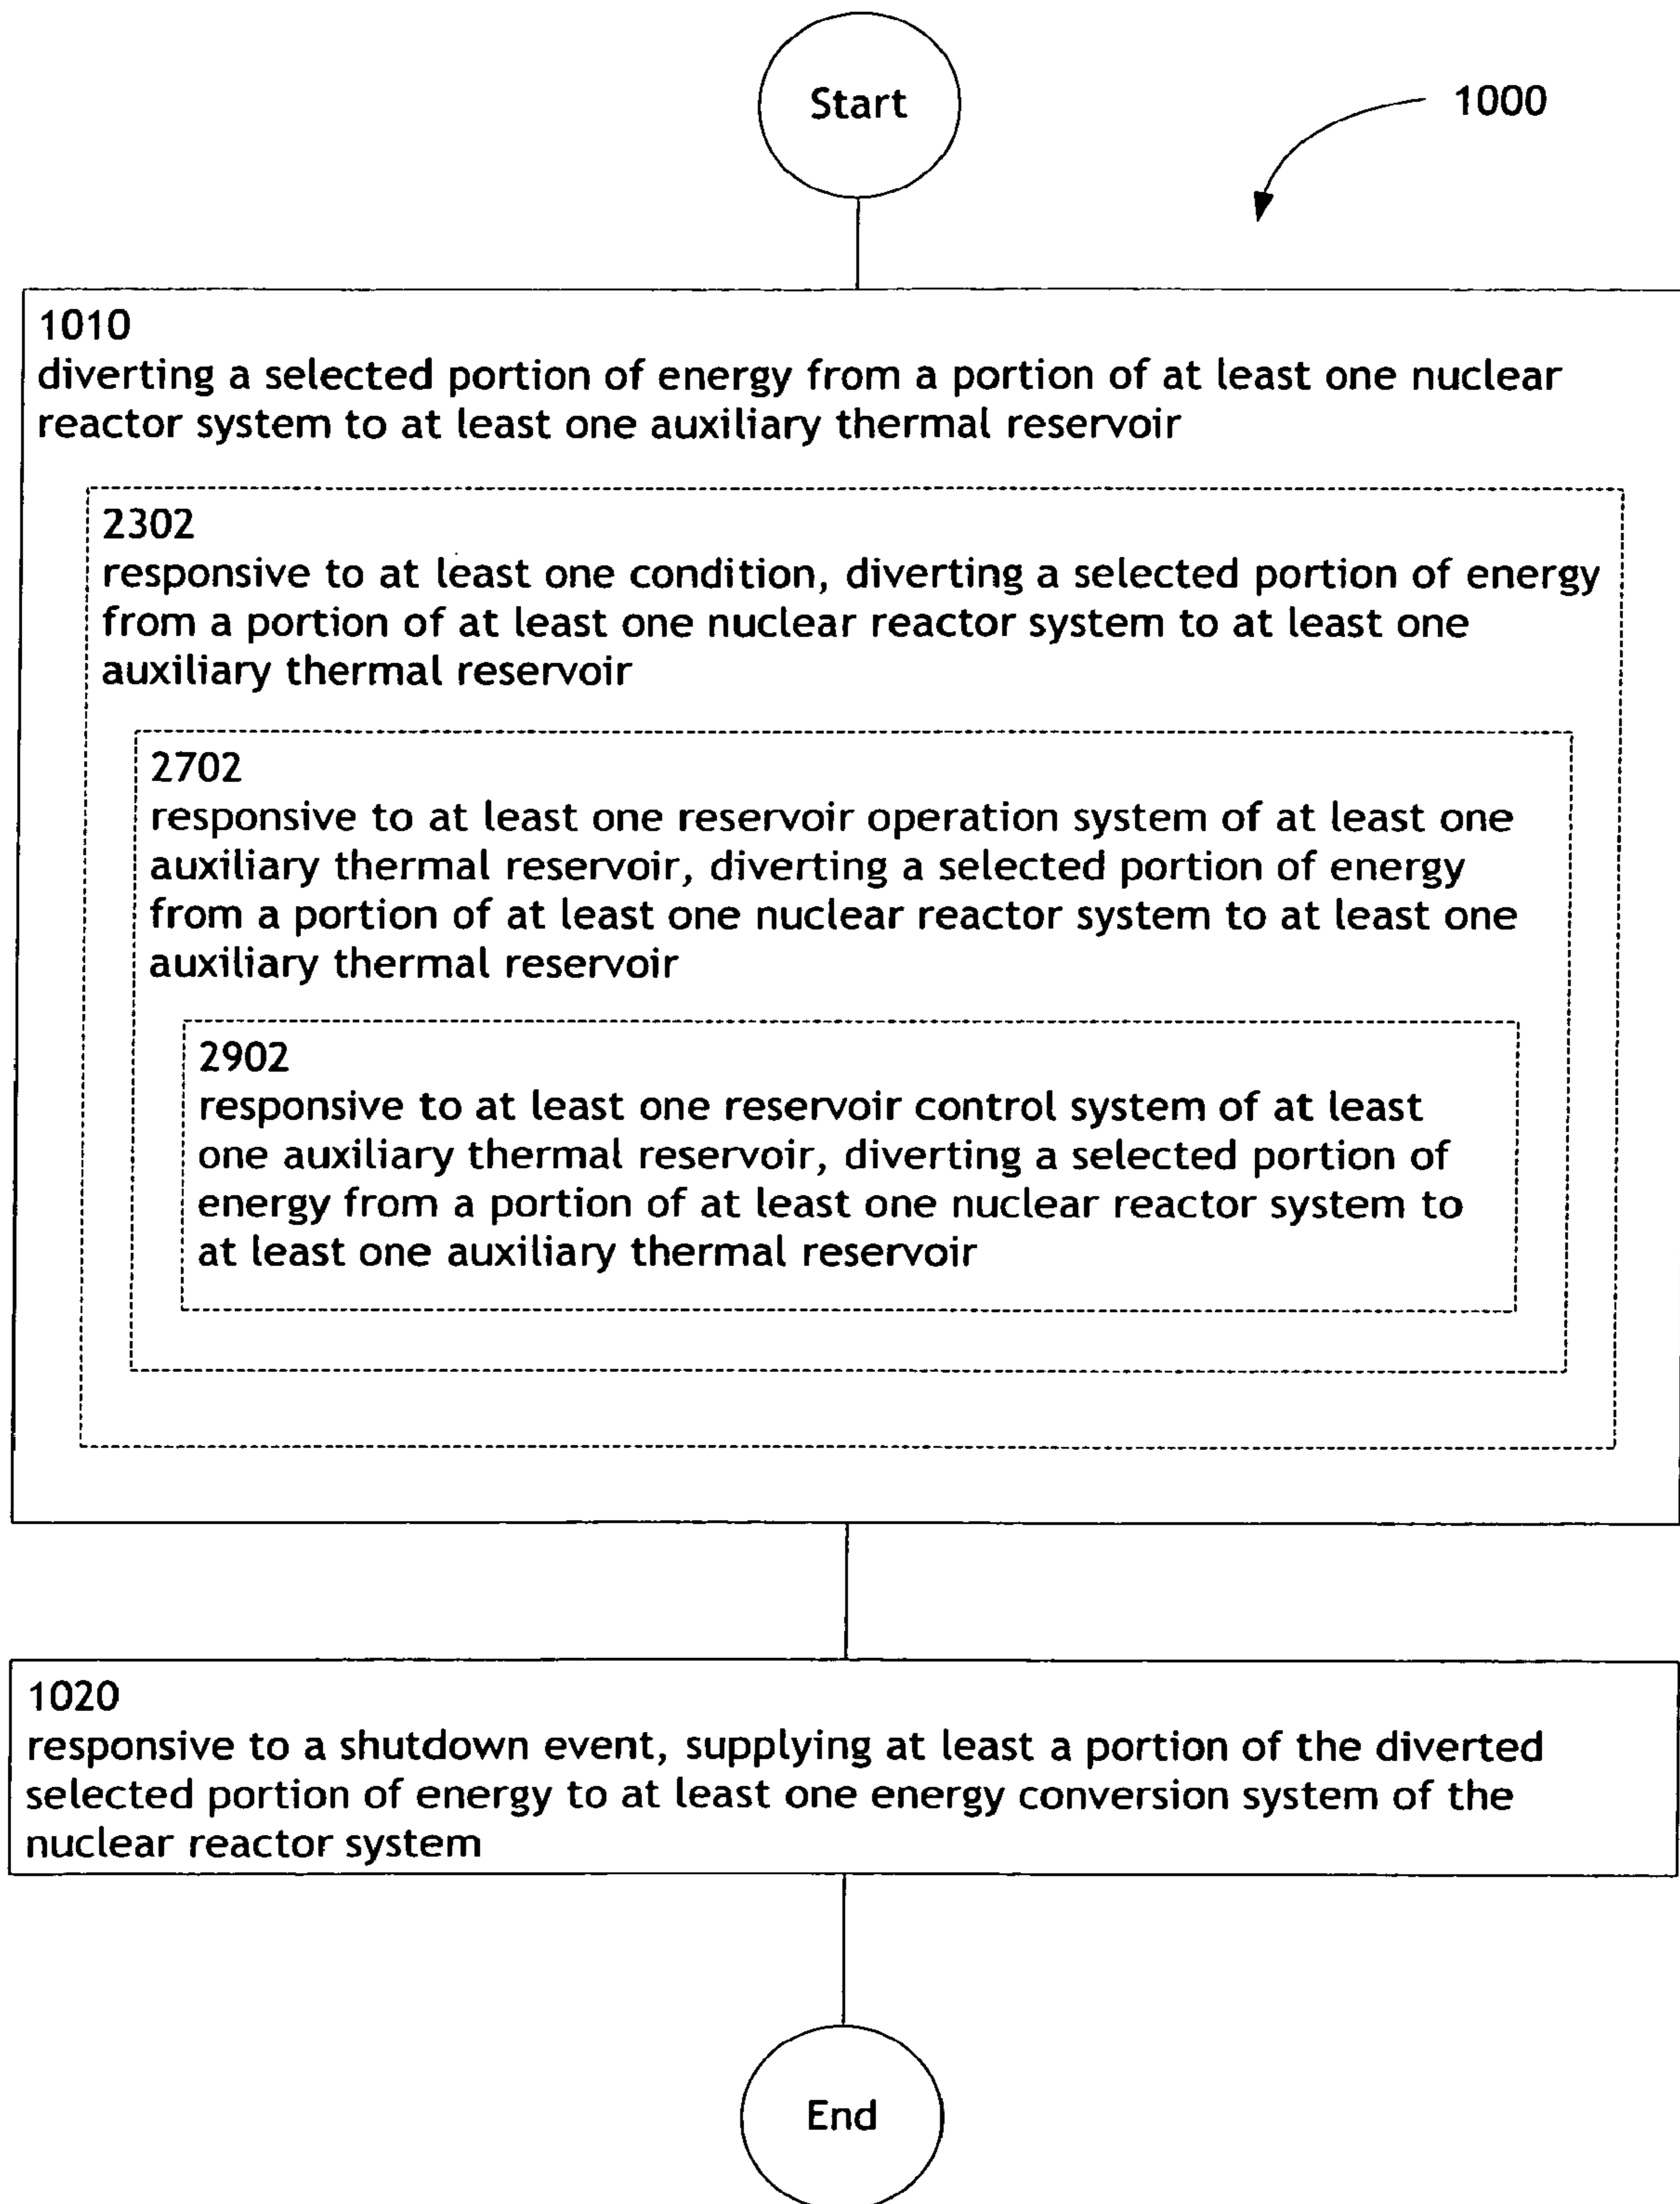 Start
1000
1010
diverting a selected portion of energy from a portion of at least one nuclear
reactor system to at least one auxiliary thermal reservoir
2302
responsive to at least one condition, diverting a selected portion of energy
from a portion of at least one nuclear reactor system to at least one
auxiliary thermal reservoir
2702
responsive to at least one reservoir operation system of at least one
auxiliary thermal reservoir, diverting a selected portion of energy
from a portion of at least one nuclear reactor system to at least one
auxiliary thermal reservoir
2902
responsive to at least one reservoir control system of at least
one auxiliary thermal reservoir, diverting a selected portion of
energy from a portion of at least one nuclear reactor system to
at least one auxiliary thermal reservoir
1020
responsive to a shutdown event, supplying at least a portion of the diverted
selected portion of energy to at least one energy conversion system of the
nuclear reactor system
End